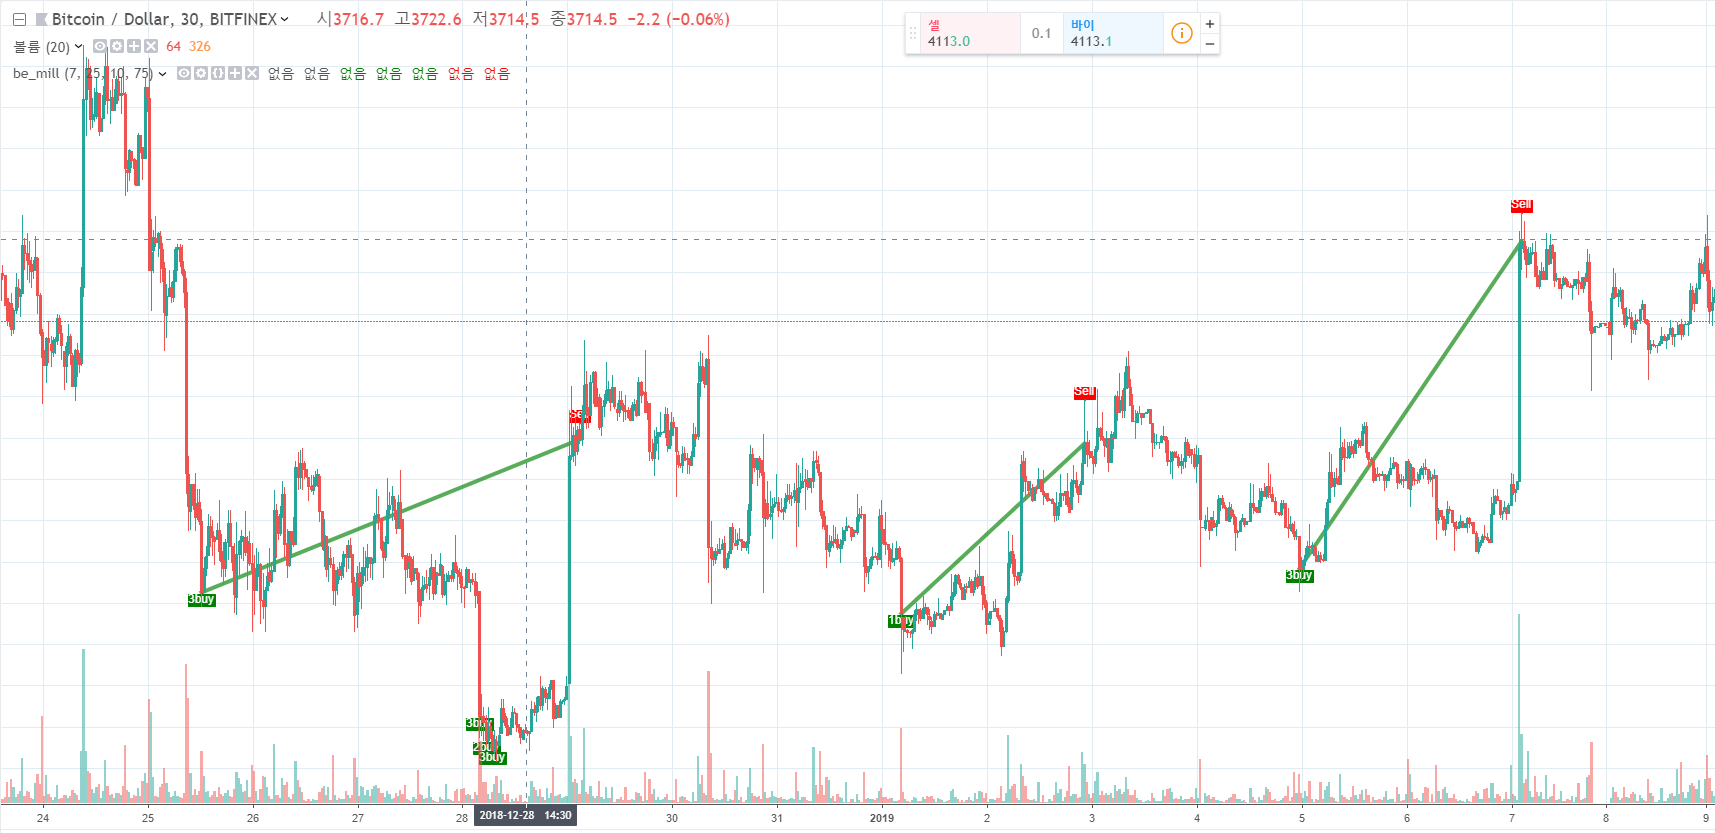 Bitcoin / Dollar, 30, BITFINEX 시3716.7 고3722.6 저3714.5 종3714.5 −2.2 (−0.06%)
볼륨 (20) 64 326
be_mill (7, 25, 10, 75) 없음 없음 없음 없음 없음 없음 없음
셀
4113.0
0.1
바이
4113.1
Sell
Sell
Sell
3buy
3buy
1buy
3buy
2buy
3buy
24 25 26 27 28 2018-12-28 14:30 30 31 2019 2 3 4 5 6 7 8 9